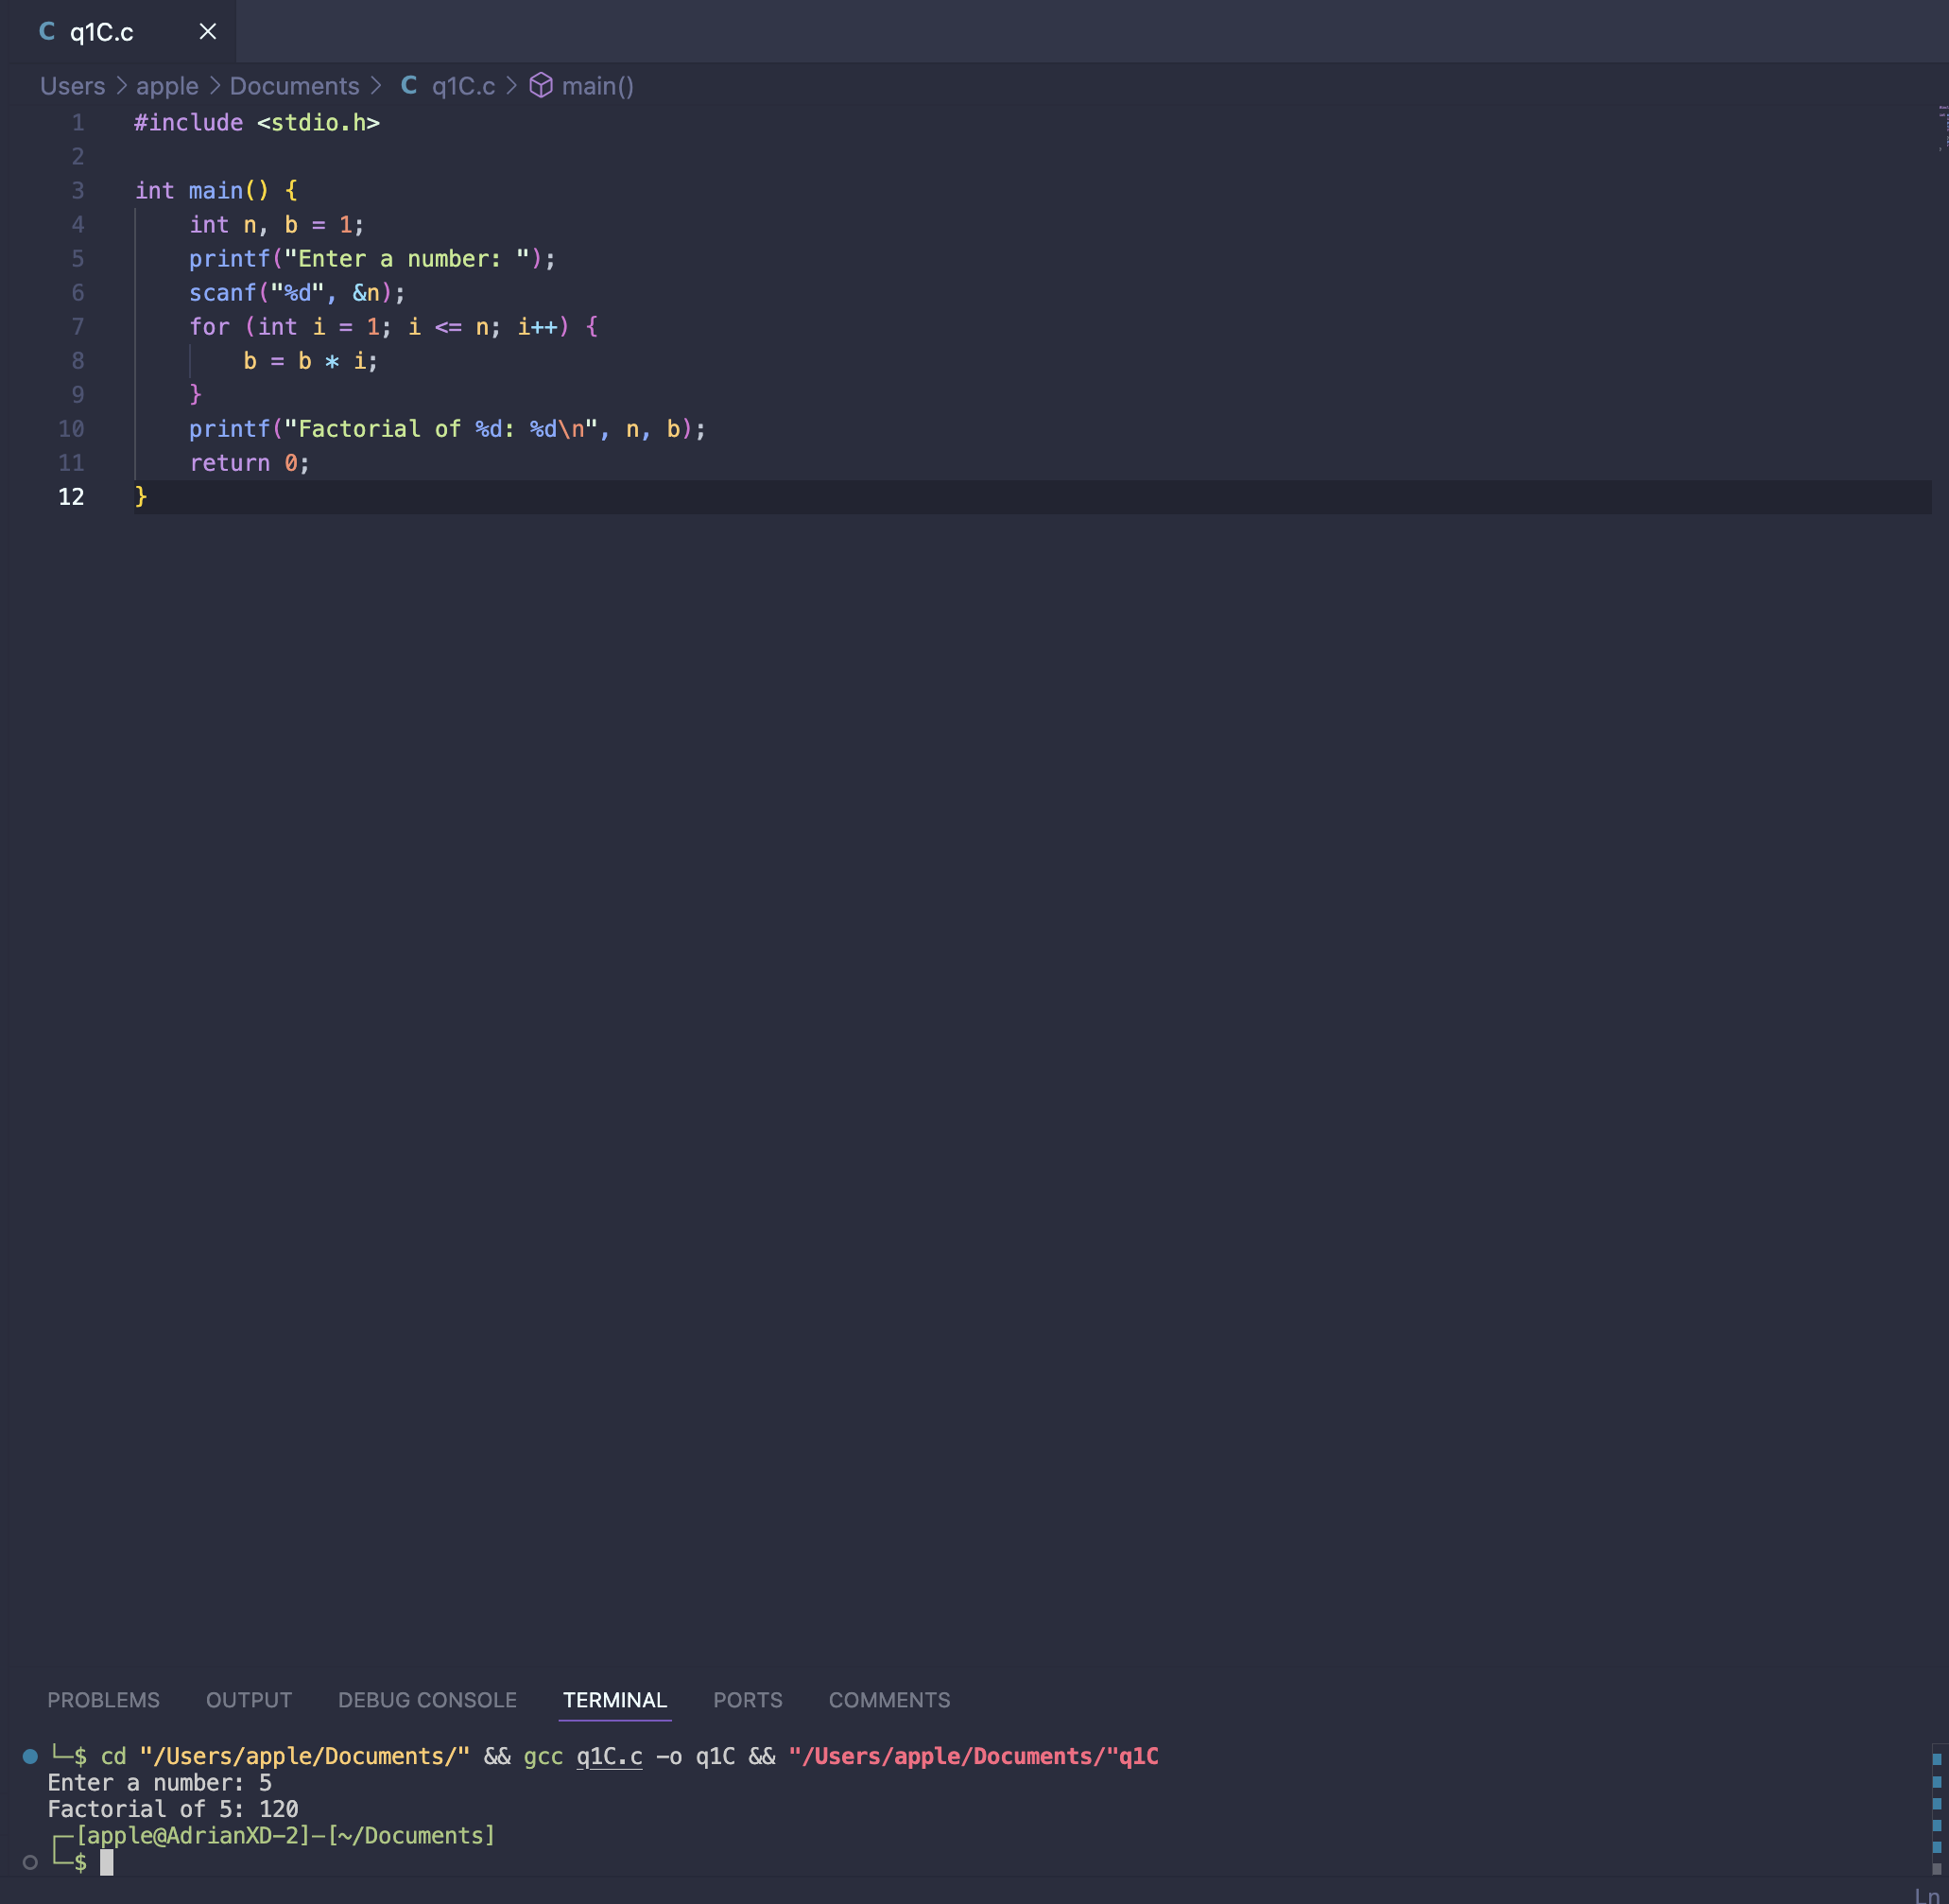 C q1C.c ×
Users > apple > Documents > C q1C.c > main()
1 #include <stdio.h>
2
3 int main() {
4     int n, b = 1;
5     printf("Enter a number: ");
6     scanf("%d", &n);
7     for (int i = 1; i <= n; i++) {
8         b = b * i;
9     }
10     printf("Factorial of %d: %d\n", n, b);
11     return 0;
12 }
PROBLEMS OUTPUT DEBUG CONSOLE TERMINAL PORTS COMMENTS
└─$ cd "/Users/apple/Documents/" && gcc q1C.c -o q1C && "/Users/apple/Documents/"q1C
Enter a number: 5
Factorial of 5: 120
┌─[apple@AdrianXD-2]-[~/Documents]
└─$
Ln